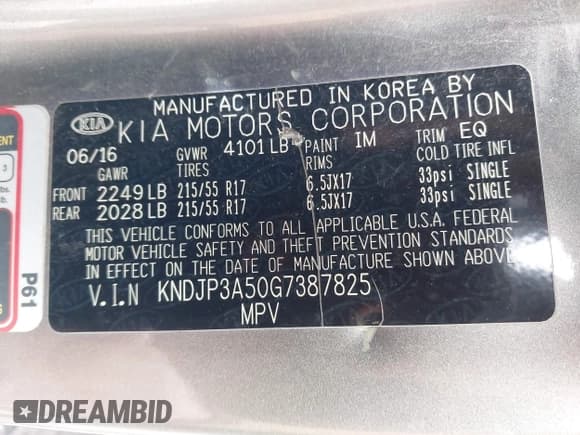 MANUFACTURED IN KOREA BY
KIA KIA MOTORS CORPORATION
06/16 GVWR 4101 LB PAINT IM TRIM EQ
GAWR TIRES RIMS COLD TIRE INFL
FRONT 2249 LB 215/55 R17 6.5JX17 33psi SINGLE
REAR 2028 LB 215/55 R17 6.5JX17 33psi SINGLE
THIS VEHICLE CONFORMS TO ALL APPLICABLE U.S.A. FEDERAL
MOTOR VEHICLE SAFETY AND THEFT PREVENTION STANDARDS
IN EFFECT ON THE DATE OF MANUFACTURE SHOWN ABOVE
V.I.N KNDJP3A50G7387825
MPV
P61
DREAMBID